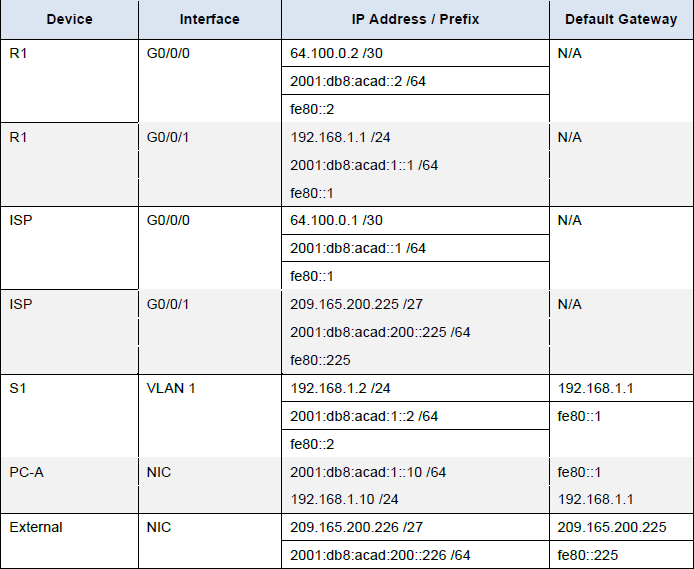 Device Interface IP Address / Prefix Default Gateway
R1 G0/0/0 64.100.0.2 /30 N/A
2001:db8:acad::2 /64
fe80::2
R1 G0/0/1 192.168.1.1 /24 N/A
2001:db8:acad:1::1 /64
fe80::1
ISP G0/0/0 64.100.0.1 /30 N/A
2001:db8:acad::1 /64
fe80::1
ISP G0/0/1 209.165.200.225 /27 N/A
2001:db8:acad:200::225 /64
fe80::225
S1 VLAN 1 192.168.1.2 /24 192.168.1.1
2001:db8:acad:1::2 /64 fe80::1
fe80::2
PC-A NIC 2001:db8:acad:1::10 /64 fe80::1
192.168.1.10 /24 192.168.1.1
External NIC 209.165.200.226 /27 209.165.200.225
2001:db8:acad:200::226 /64 fe80::225